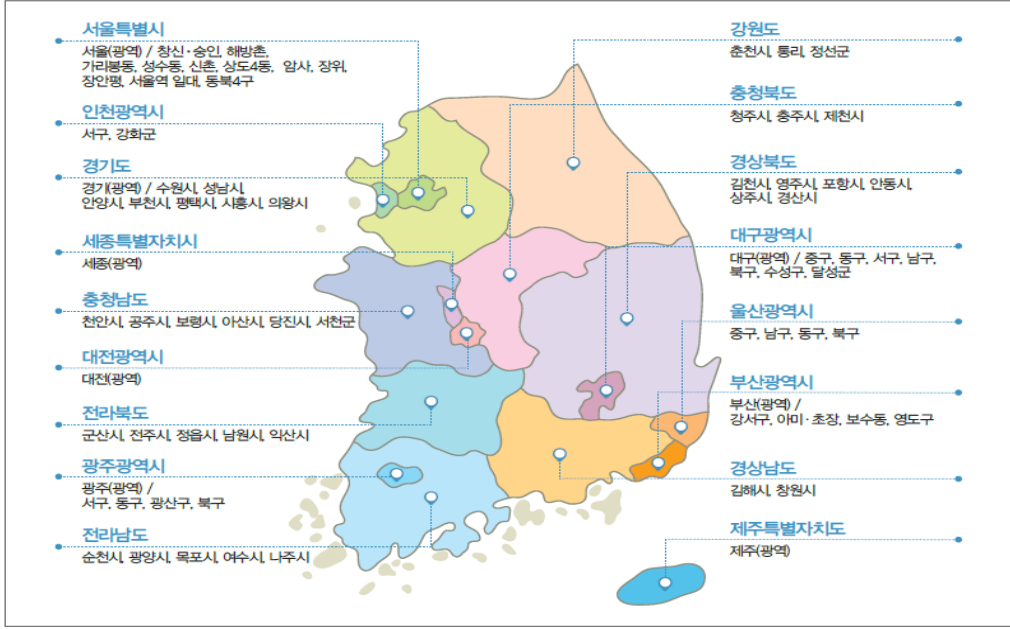 서울특별시
서울(광역) / 창신·숭인, 해방촌,
가리봉동, 성수동, 신촌, 상도4동, 암사, 장위,
장안평, 서울역 일대, 동북4구
인천광역시
서구, 강화군
경기도
경기(광역) / 수원시, 성남시,
안양시, 부천시, 평택시, 시흥시, 의왕시
세종특별자치시
세종(광역)
충청남도
천안시, 공주시, 보령시, 아산시, 당진시, 서천군
대전광역시
대전(광역)
전라북도
군산시, 전주시, 정읍시, 남원시, 익산시
광주광역시
광주(광역) /
서구, 동구, 광산구, 북구
전라남도
순천시, 광양시, 목포시, 여수시, 나주시
강원도
춘천시, 통리, 정선군
충청북도
청주시, 충주시, 제천시
경상북도
김천시, 영주시, 포항시, 안동시,
상주시, 경산시
대구광역시
대구(광역) / 중구, 동구, 서구, 남구,
북구, 수성구, 달성군
울산광역시
중구, 남구, 동구, 북구
부산광역시
부산(광역) /
강서구, 아미·초장, 보수동, 영도구
경상남도
김해시, 창원시
제주특별자치도
제주(광역)